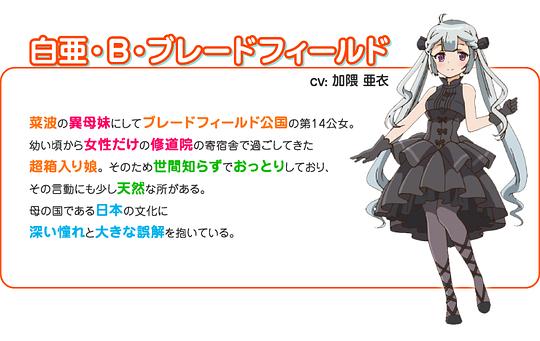 白亜・B・ブレードフィールド
CV: 加隈 亜衣
菜波の異母妹にしてブレードフィールド公国の第14公女。
幼い頃から女性だけの修道院の寄宿舎で過ごしてきた
超箱入り娘。そのため世間知らずでおっとりしており、
その言動にも少し天然な所がある。
母の国である日本の文化に
深い憧れと大きな誤解を抱いている。